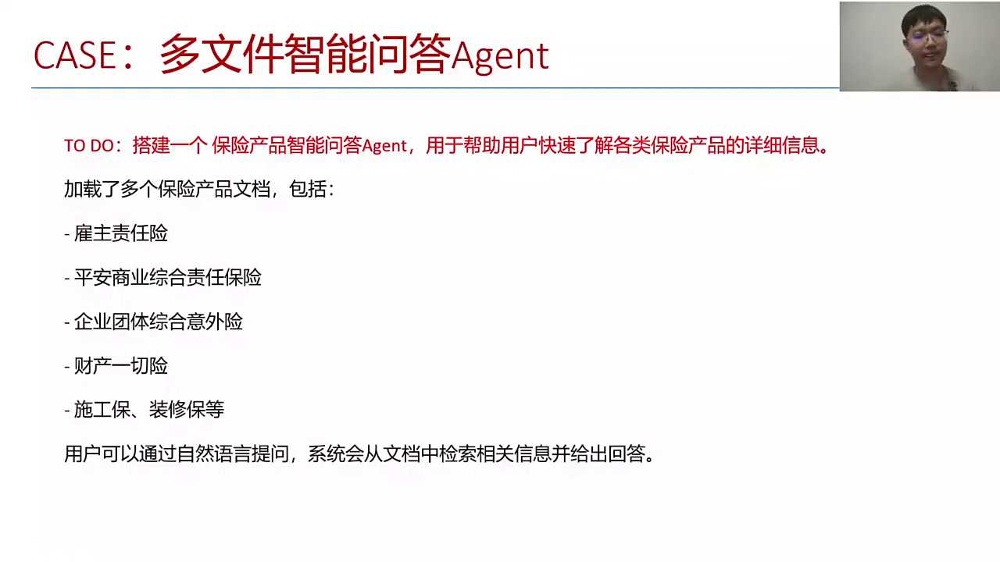 CASE：多文件智能问答Agent
TO DO：搭建一个 保险产品智能问答Agent，用于帮助用户快速了解各类保险产品的详细信息。
加载了多个保险产品文档，包括：
- 雇主责任险
- 平安商业综合责任保险
- 企业团体综合意外险
- 财产一切险
- 施工保、装修保等
用户可以通过自然语言提问，系统会从文档中检索相关信息并给出回答。